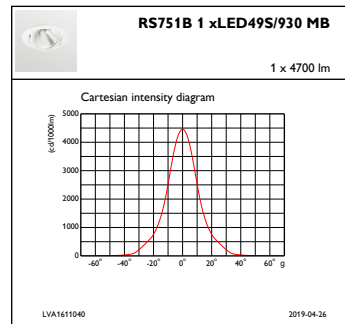 RS751B 1 xLED49S/930 MB
1 x 4700 lm
Cartesian intensity diagram
(cd/1000lm)
5000
4000
3000
2000
1000
0
-60° -40° -20° 0° 20° 40° 60° g
LVA1611040 2019-04-26